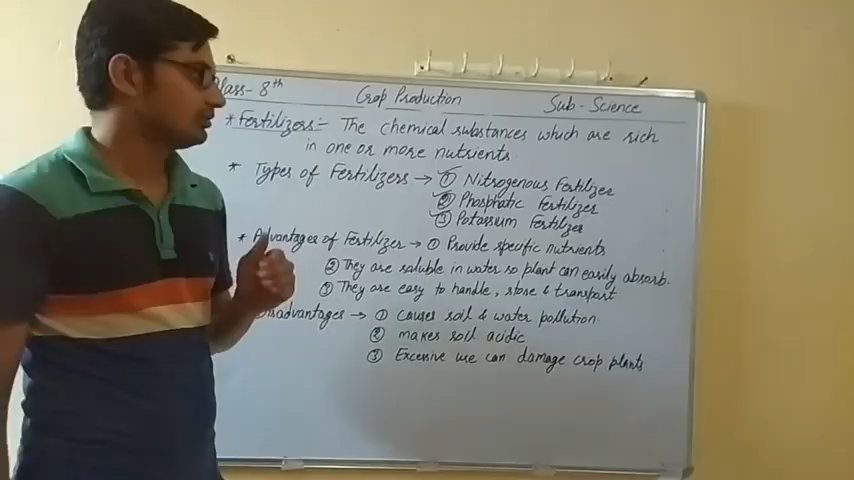 Class- 8th Crop Production Sub- Science
* Fertilizers:- The chemical substances which are rich
in one or more nutrients.
* Types of Fertilizers → ① Nitrogenous Fertilizer
② Phosphatic Fertilizer
③ Potassium Fertilizer
* Advantages of Fertilizer → ① Provide specific nutrients
② They are soluble in water so plant can easily absorb.
③ They are easy to handle, store & transport
Disadvantages → ① Causes soil & water pollution.
② makes soil acidic
③ Excessive use can damage crop plants